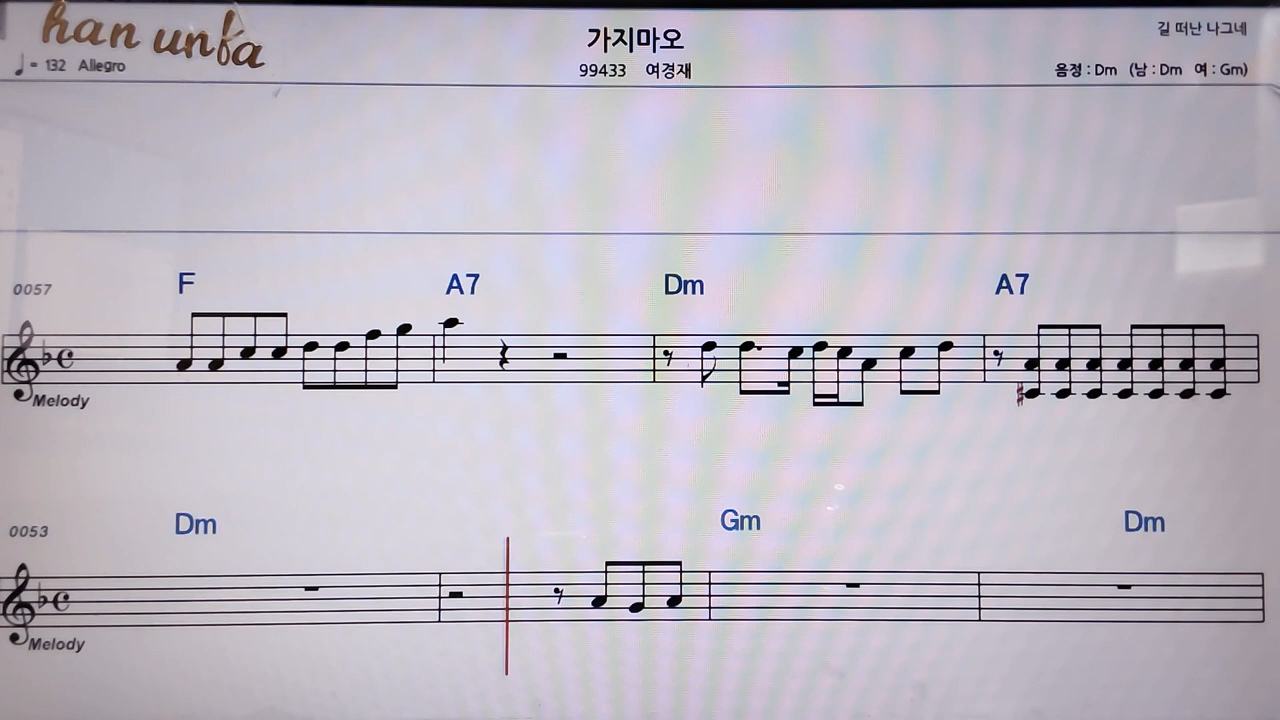 han unba
가지마오
길 떠난 나그네
♩= 132 Allegro
99433 여경재
음정 : Dm (남 : Dm 여 : Gm)
F A7 Dm A7
0057
Melody
Dm Gm Dm
0053
Melody